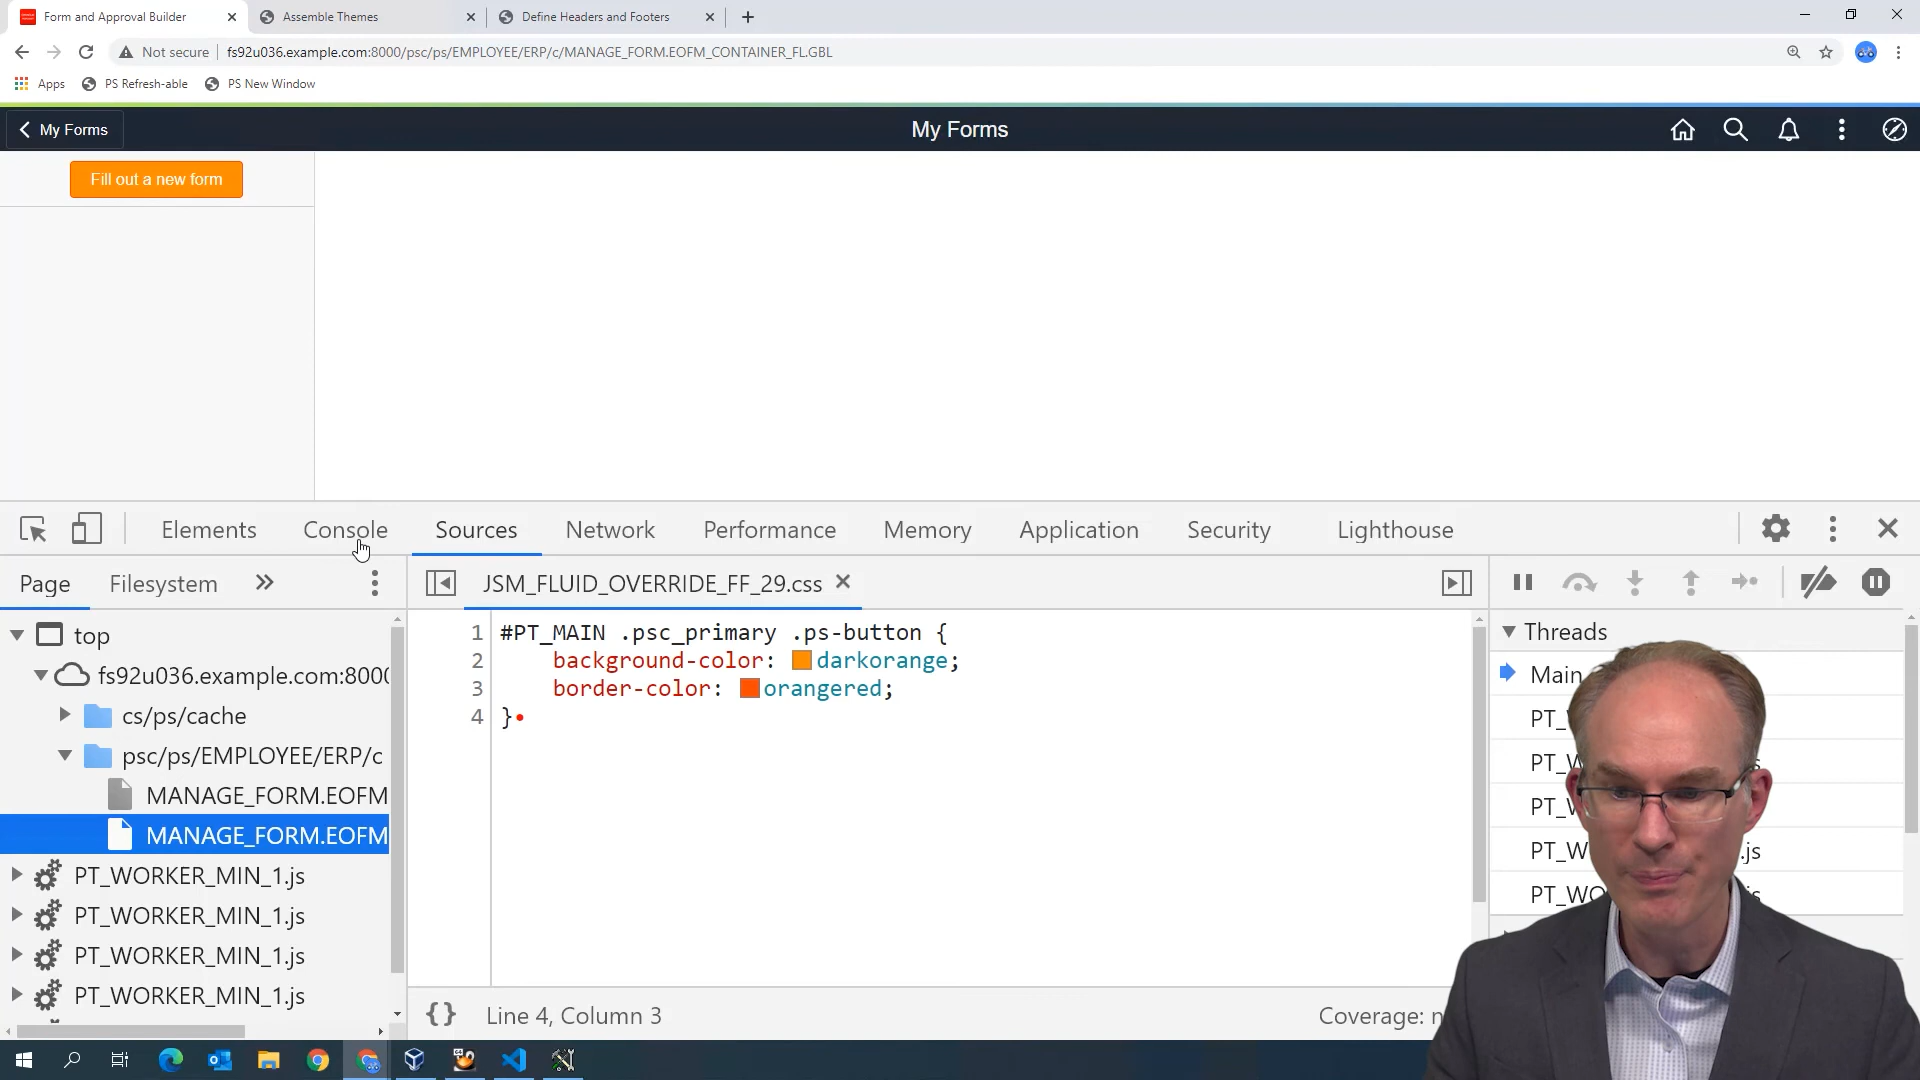 Form and Approval Builder
Assemble Themes
Define Headers and Footers
Not secure
fs92u036.example.com:8000/psc/ps/EMPLOYEE/ERP/c/MANAGE_FORM.EOFM_CONTAINER_FL.GBL
Apps
PS Refresh-able
PS New Window
My Forms
My Forms
Fill out a new form
Elements
Console
Sources
Network
Performance
Memory
Application
Security
Lighthouse
Page
Filesystem
JSM_FLUID_OVERRIDE_FF_29.css
top
fs92u036.example.com:8000
cs/ps/cache
psc/ps/EMPLOYEE/ERP/c
MANAGE_FORM.EOFM
MANAGE_FORM.EOFM
PT_WORKER_MIN_1.js
PT_WORKER_MIN_1.js
PT_WORKER_MIN_1.js
PT_WORKER_MIN_1.js
1 #PT_MAIN .psc_primary .ps-button {
2 background-color: darkorange;
3 border-color: orangered;
4 }
{} Line 4, Column 3
Coverage:
Threads
Main